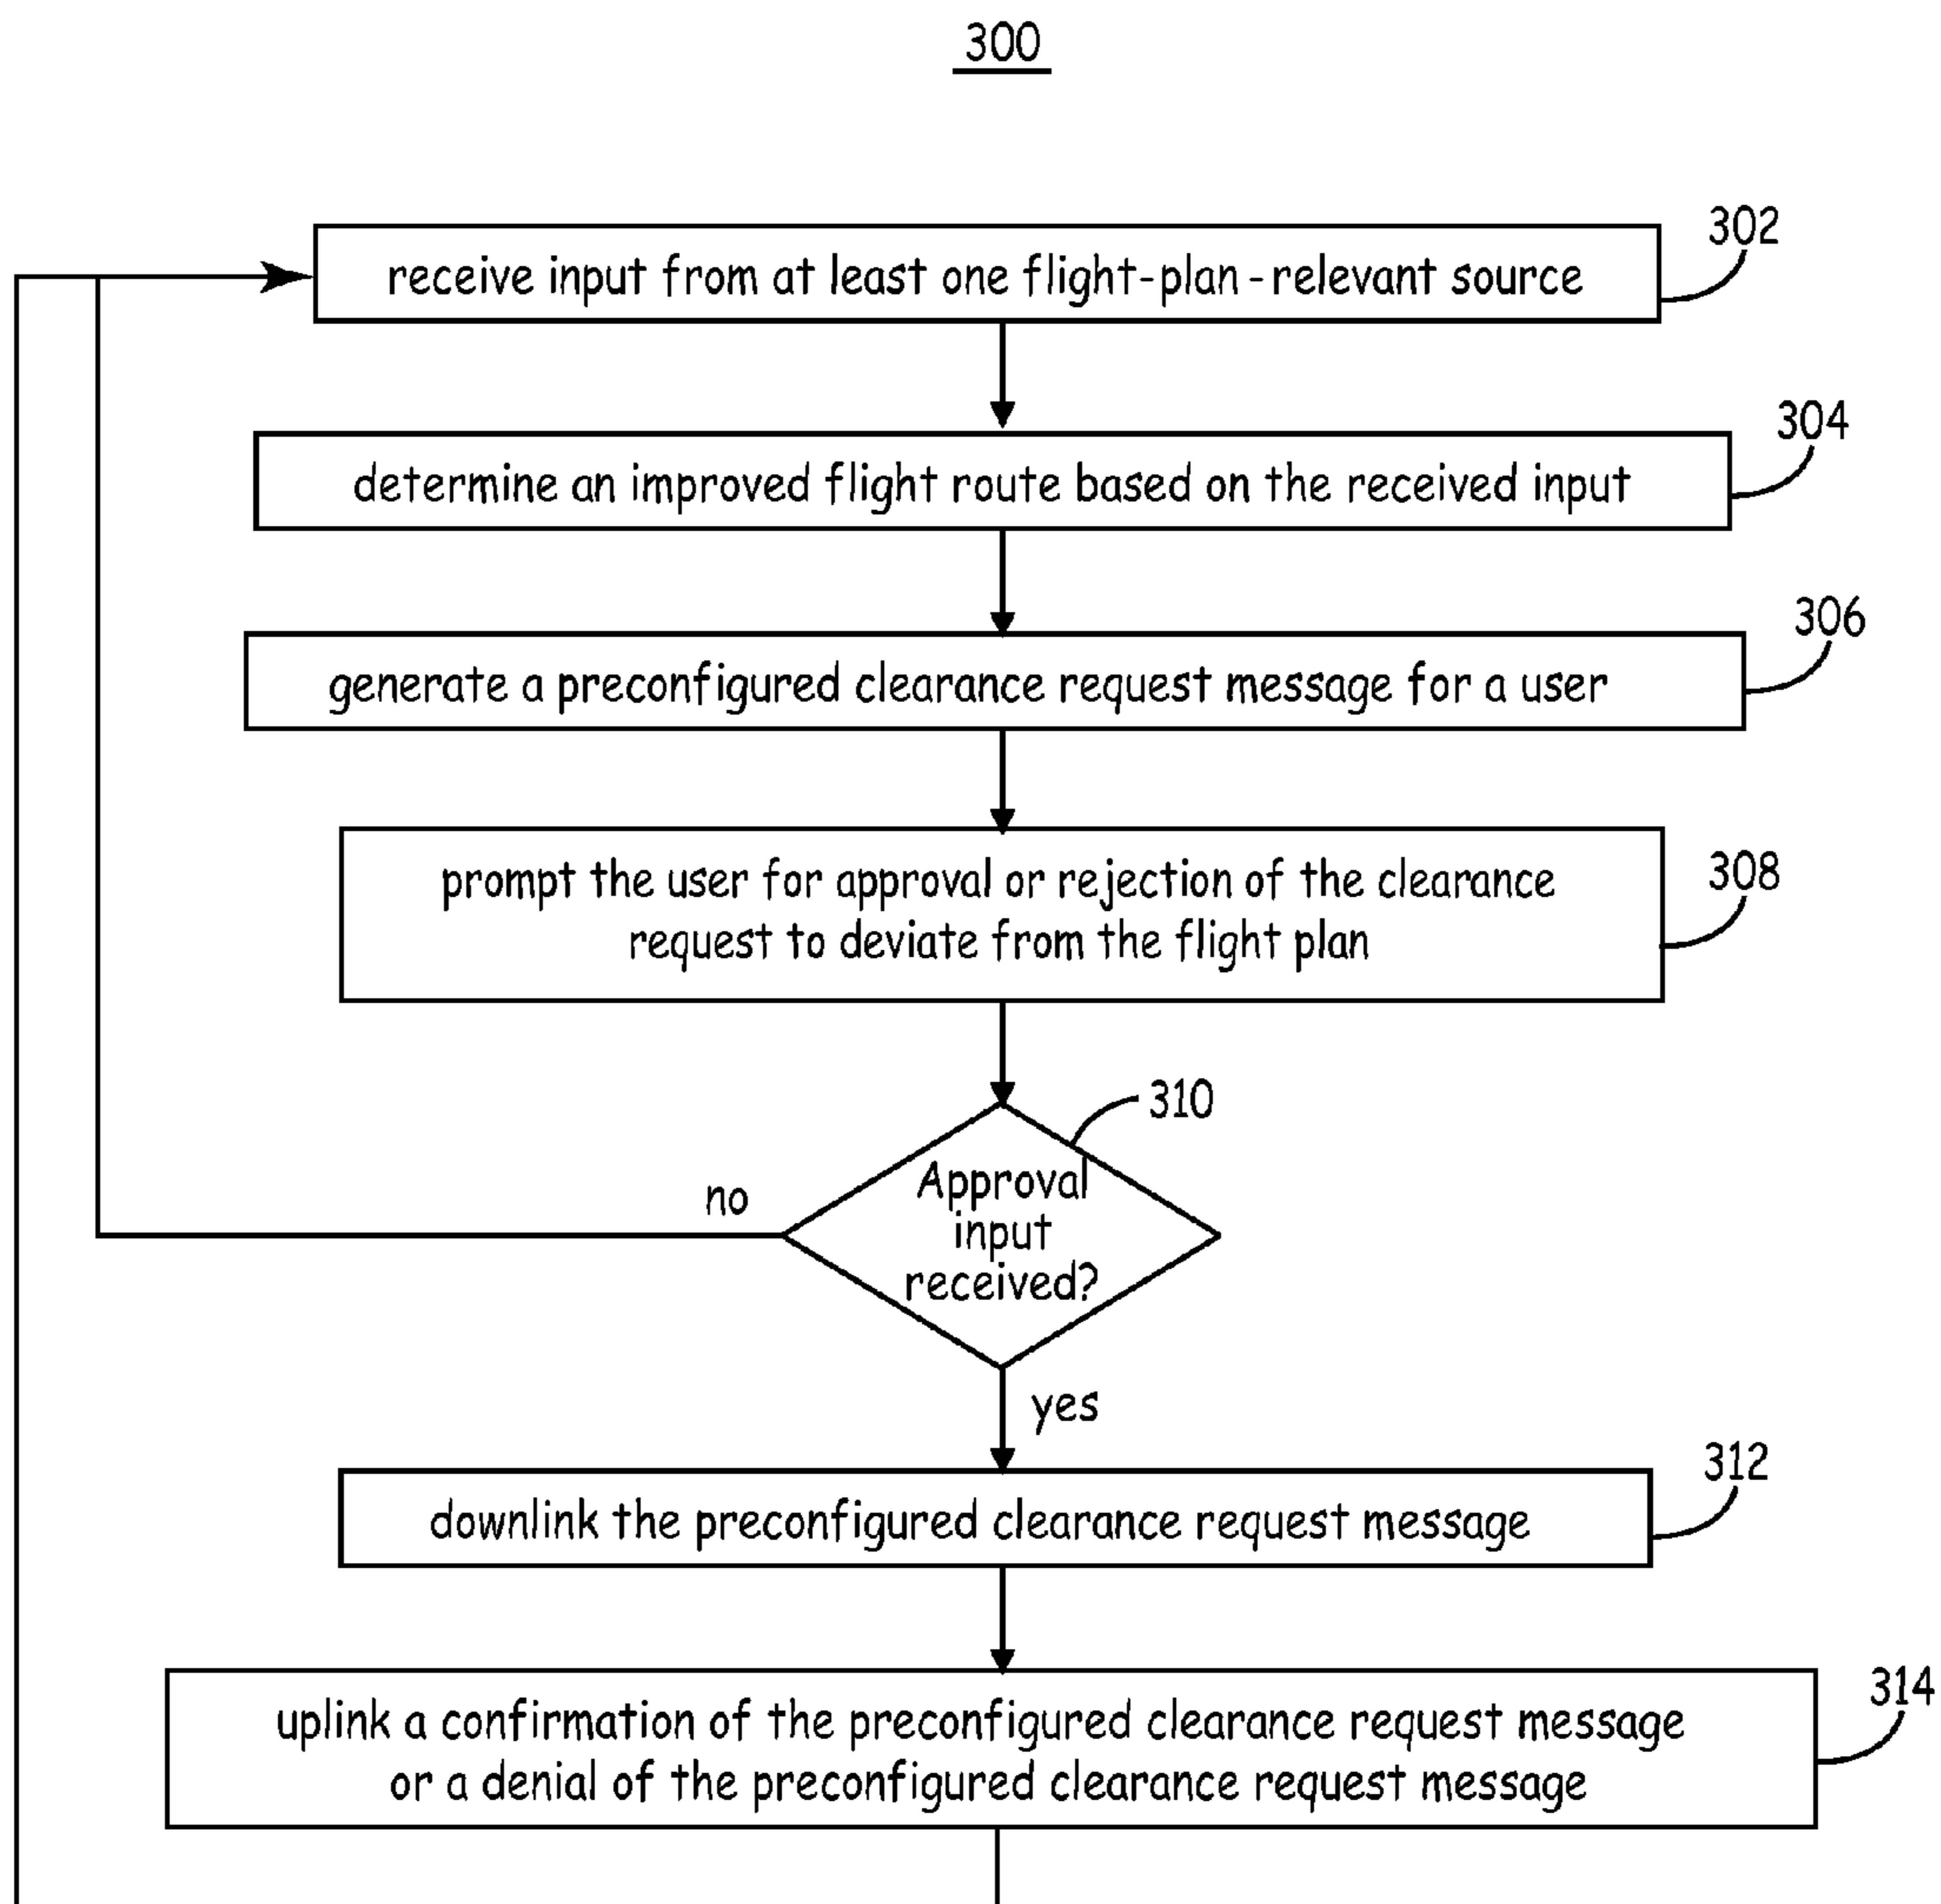 300
302
receive input from at least one flight-plan-relevant source
304
determine an improved flight route based on the received input
306
generate a preconfigured clearance request message for a user
308
prompt the user for approval or rejection of the clearance
request to deviate from the flight plan
310
Approval
input
received?
no
yes
312
downlink the preconfigured clearance request message
314
uplink a confirmation of the preconfigured clearance request message
or a denial of the preconfigured clearance request message